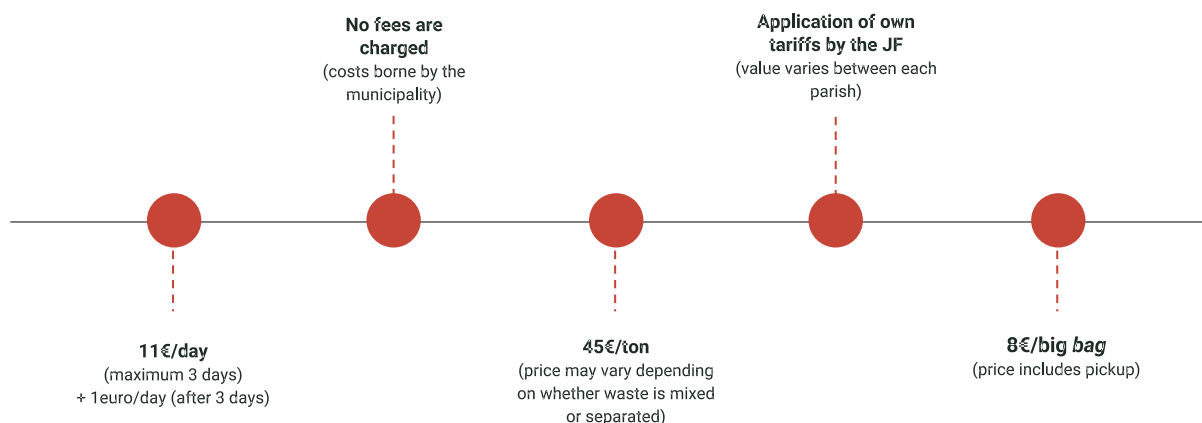 No fees are
charged
(costs borne by the
municipality)
Application of own
tariffs by the JF
(value varies between each
parish)
11€/day
(maximum 3 days)
+ 1euro/day (after 3 days)
45€/ton
(price may vary depending
on whether waste is mixed
or separated)
8€/big bag
(price includes pickup)